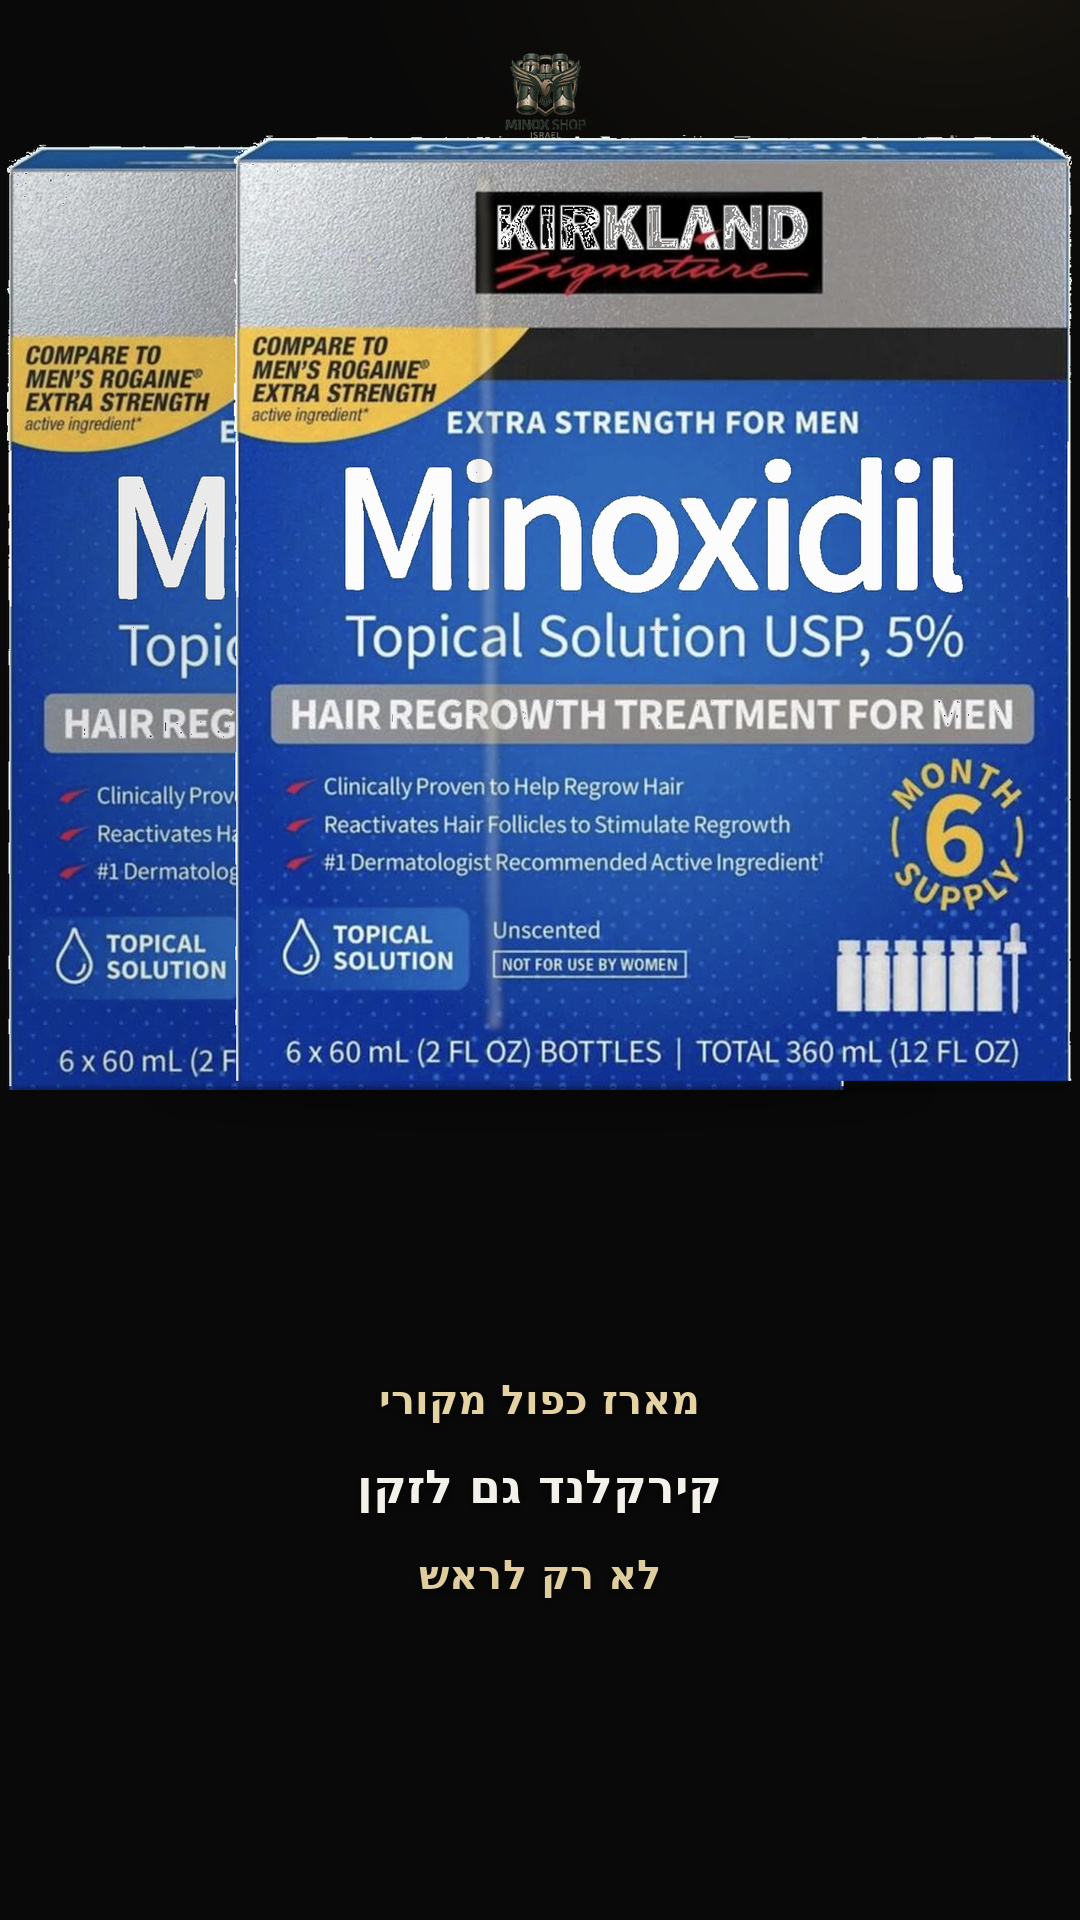 MINOX SHOP
ISRAEL
Minoxidil
KIRKLAND
Signature
COMPARE TO
MEN'S ROGAINE®
EXTRA STRENGTH
active ingredient*
EXTRA STRENGTH FOR MEN
Minoxidil
Topical Solution USP, 5%
HAIR REGROWTH TREATMENT FOR MEN
Clinically Proven to Help Regrow Hair
Reactivates Hair Follicles to Stimulate Regrowth
#1 Dermatologist Recommended Active Ingredient†
6 MONTH SUPPLY
TOPICAL
SOLUTION
Unscented
NOT FOR USE BY WOMEN
6 x 60 mL (2 FL OZ) BOTTLES | TOTAL 360 mL (12 FL OZ)
COMPARE TO
MEN'S ROGAINE®
EXTRA STRENGTH
active ingredient*
E
M
Topic
HAIR REG
Clinically Prov
Reactivates Ha
#1 Dermatolog
TOPICAL
SOLUTION
6 x 60 mL (2 F
מארז כפול מקורי
קירקלנד גם לזקן
לא רק לראש